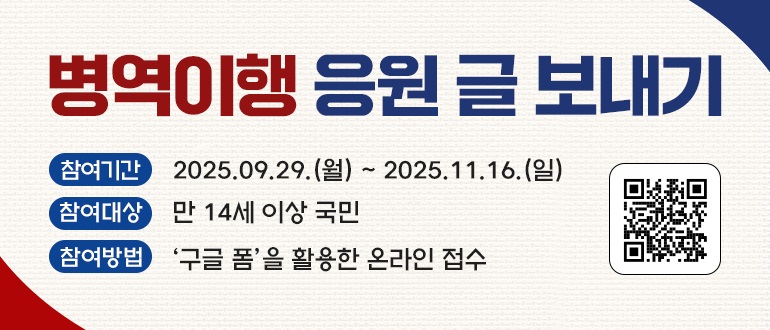 병역이행 응원 글 보내기
참여기간 2025.09.29.(월) ~ 2025.11.16.(일)
참여대상 만 14세 이상 국민
참여방법 ‘구글 폼’을 활용한 온라인 접수